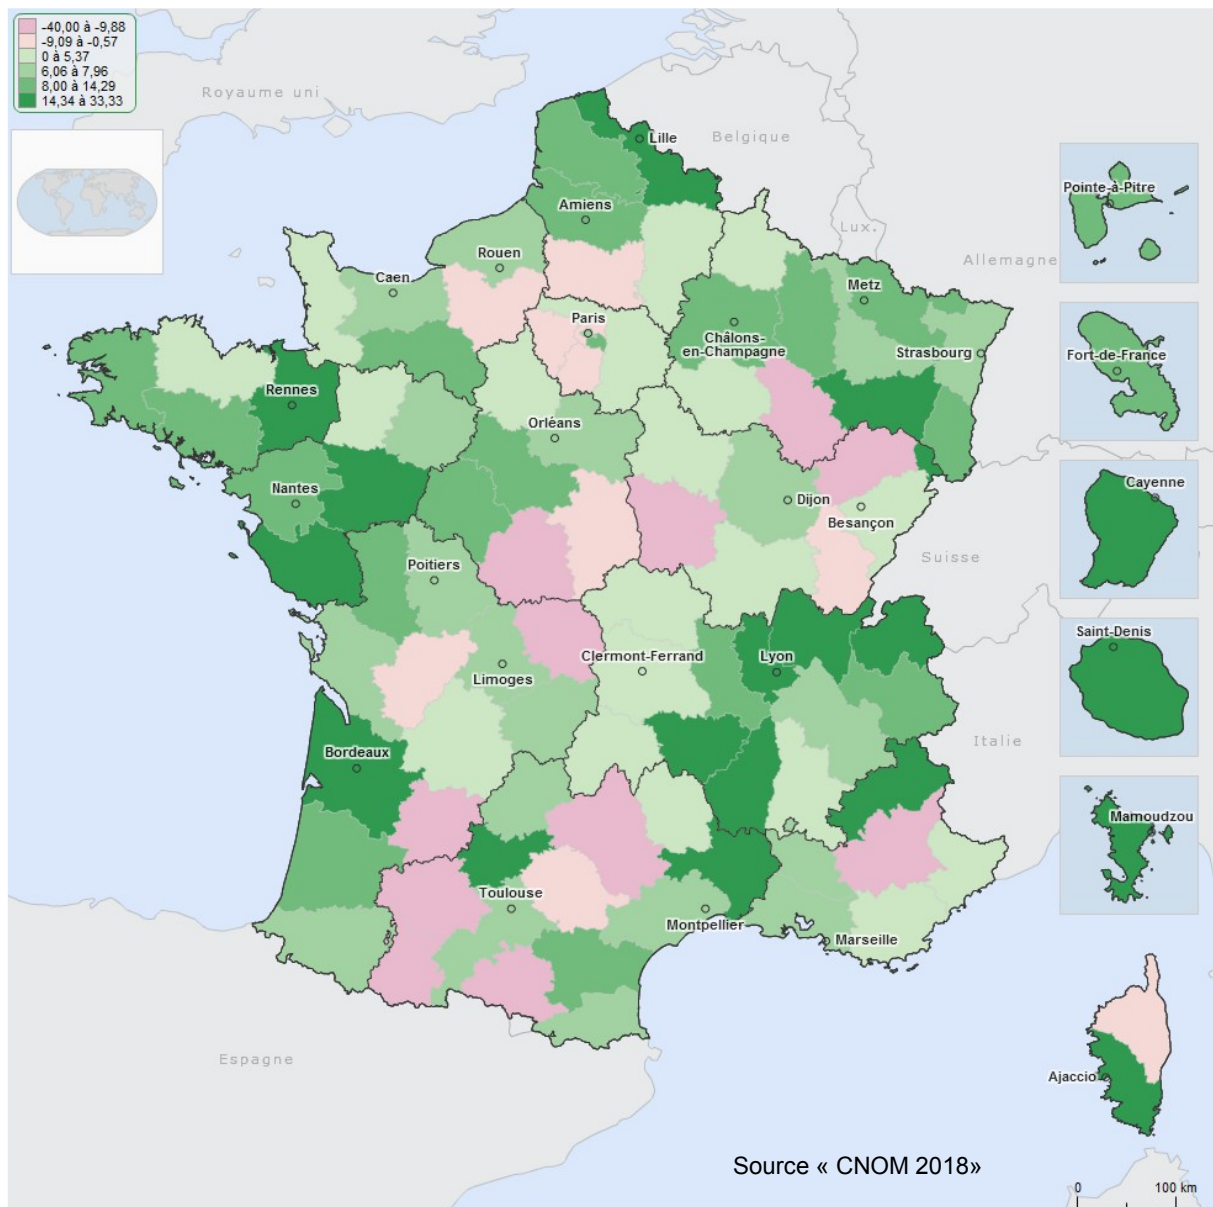 -40,00 à -9,88
-9,09 à -0,57
0 à 5,37
6,06 à 7,96
8,00 à 14,29
14,34 à 33,33
Royaume uni
Lille
Belgique
Pointe-à-Pitre
Amiens
Lux.
Rouen
Allemagne
Caen
Metz
Paris
Châlons-
en-Champagne
Strasbourg
Fort-de-France
Rennes
Orléans
Nantes
Dijon
Cayenne
Besançon
Suisse
Poitiers
Saint-Denis
Clermont-Ferrand
Lyon
Limoges
Italie
Bordeaux
Mamoudzou
Toulouse
Montpellier
Marseille
Espagne
Ajaccio
Source « CNOM 2018»
0 100 km